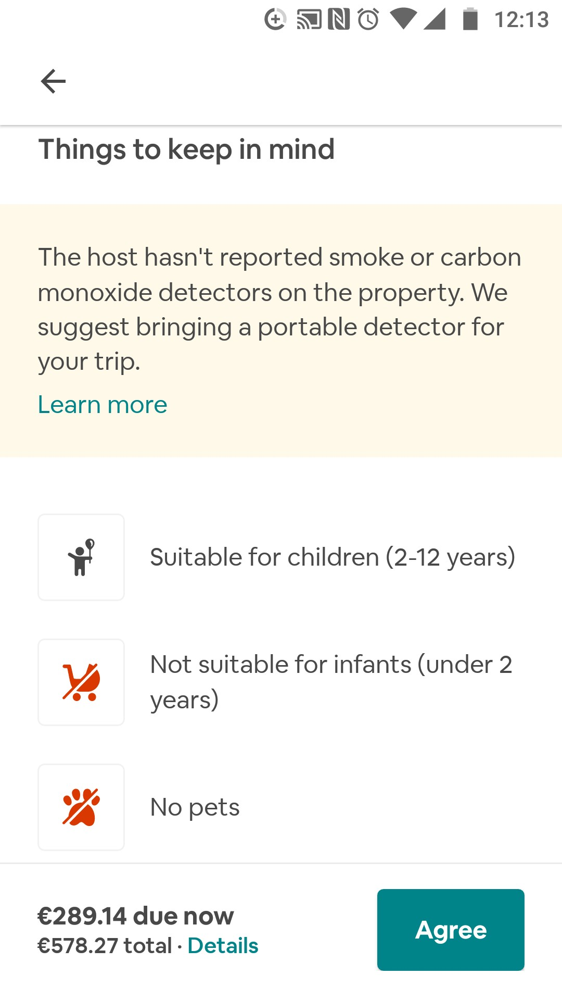 12:13
Things to keep in mind
The host hasn't reported smoke or carbon
monoxide detectors on the property. We
suggest bringing a portable detector for
your trip.
Learn more
Suitable for children (2-12 years)
Not suitable for infants (under 2
years)
No pets
€289.14 due now
€578.27 total · Details
Agree